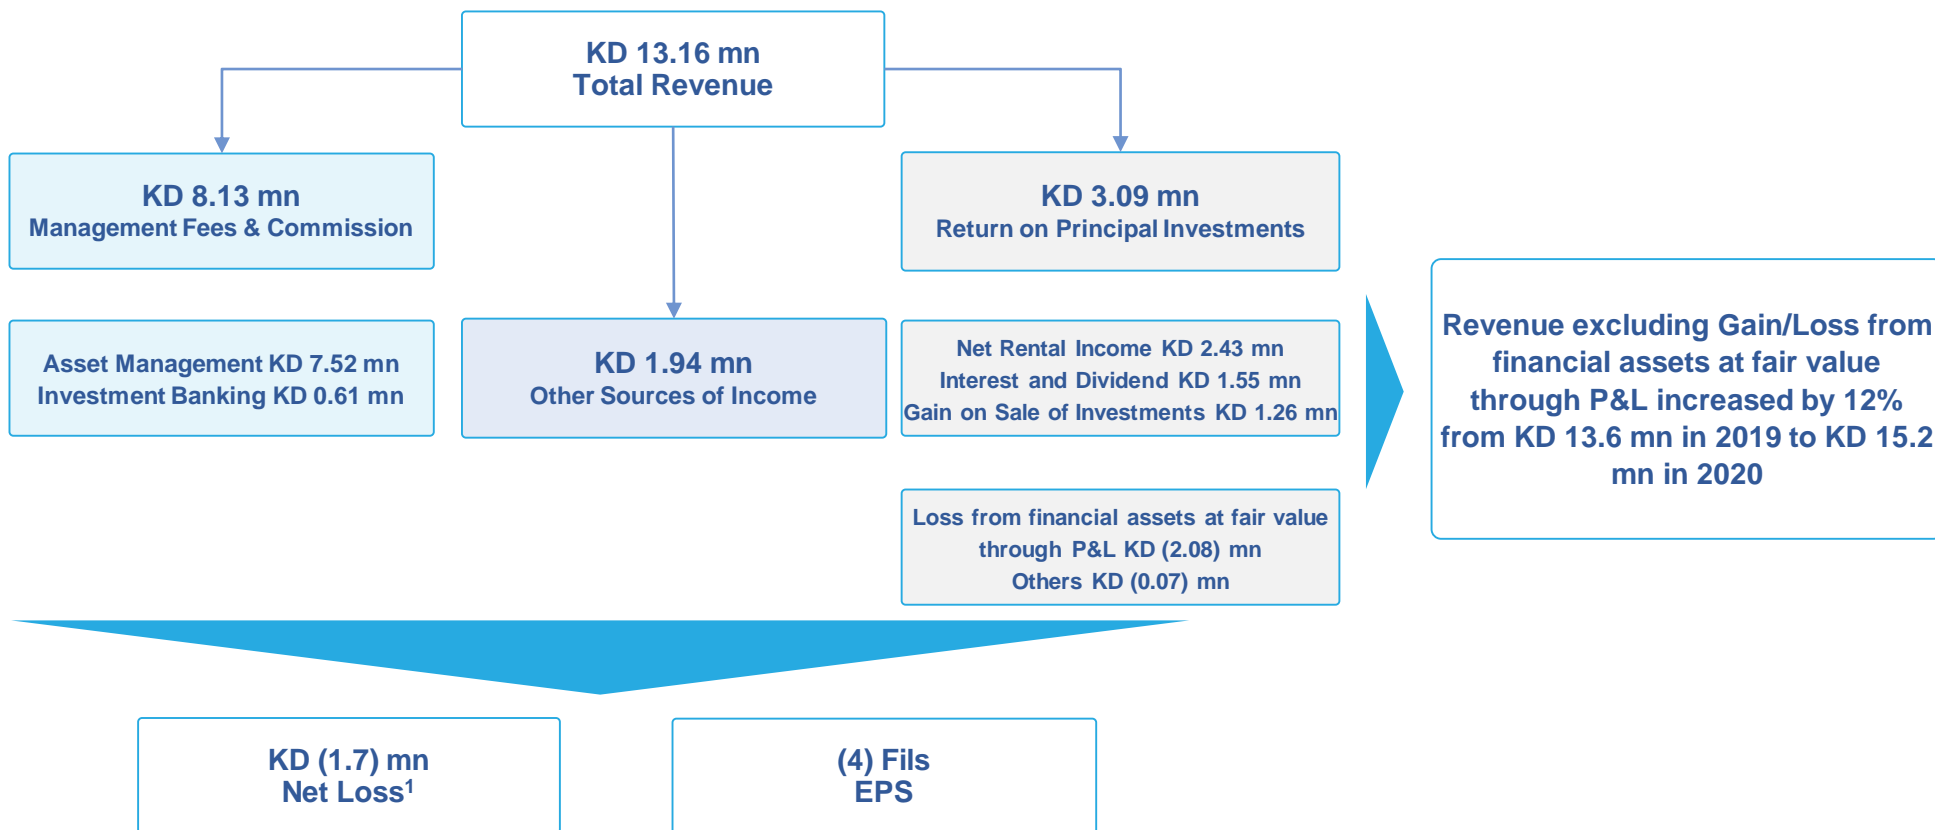 KD 13.16 mn
Total Revenue
KD 8.13 mn
Management Fees & Commission
KD 3.09 mn
Return on Principal Investments
Asset Management KD 7.52 mn
Investment Banking KD 0.61 mn
KD 1.94 mn
Other Sources of Income
Net Rental Income KD 2.43 mn
Interest and Dividend KD 1.55 mn
Gain on Sale of Investments KD 1.26 mn
Loss from financial assets at fair value
through P&L KD (2.08) mn
Others KD (0.07) mn
Revenue excluding Gain/Loss from
financial assets at fair value
through P&L increased by 12%
from KD 13.6 mn in 2019 to KD 15.2
mn in 2020
KD (1.7) mn
Net Loss¹
(4) Fils
EPS